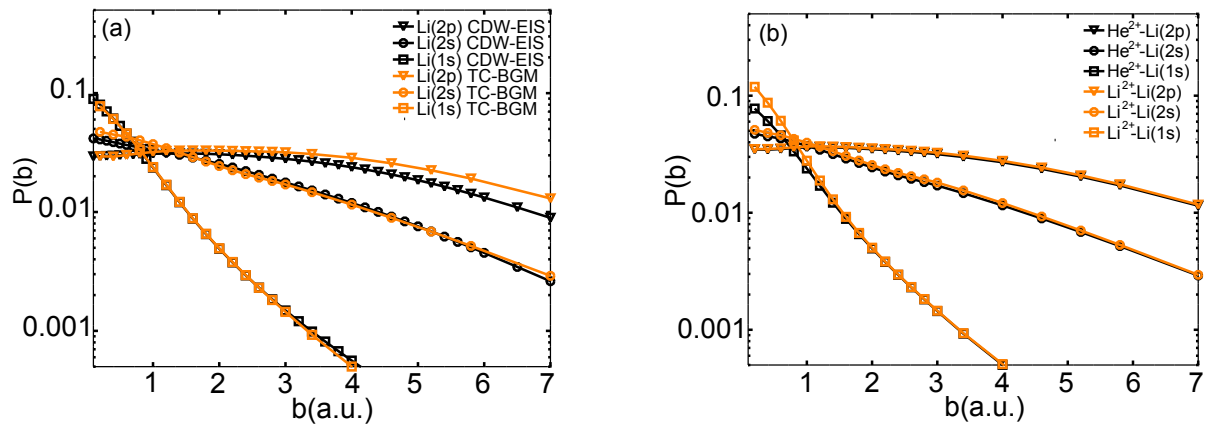 (a)
Li(2p) CDW-EIS
Li(2s) CDW-EIS
Li(1s) CDW-EIS
Li(2p) TC-BGM
Li(2s) TC-BGM
Li(1s) TC-BGM
P(b)
0.1
0.01
0.001
1 2 3 4 5 6 7
b(a.u.)
(b)
He²⁺-Li(2p)
He²⁺-Li(2s)
He²⁺-Li(1s)
Li²⁺-Li(2p)
Li²⁺-Li(2s)
Li²⁺-Li(1s)
P(b)
0.1
0.01
0.001
1 2 3 4 5 6 7
b(a.u.)